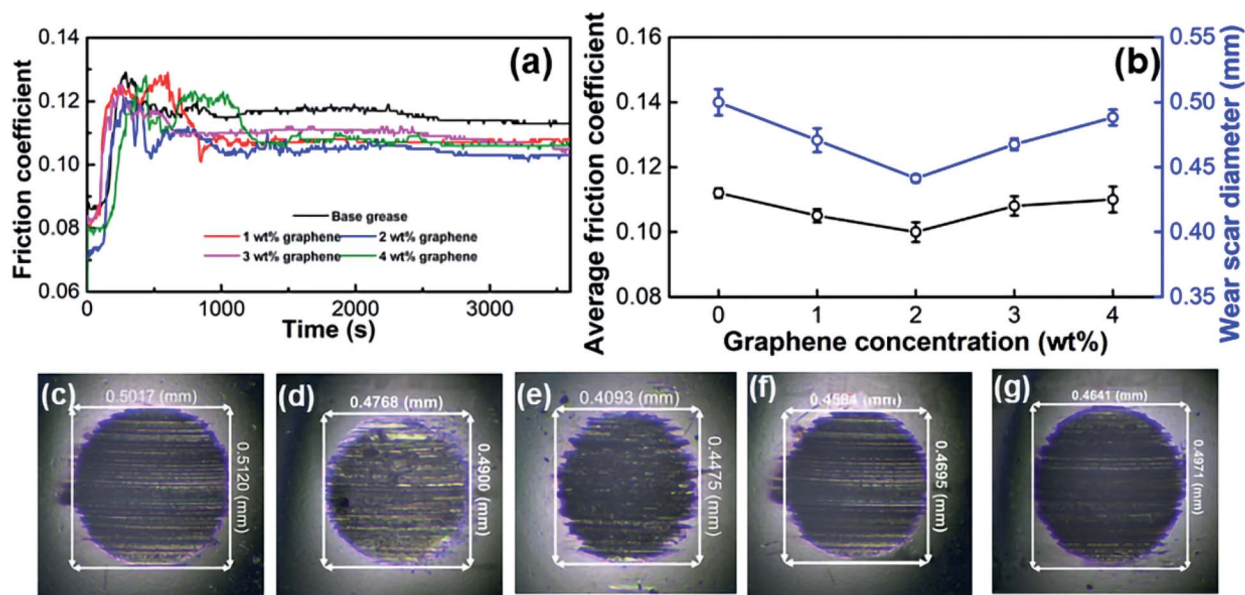 (a)
Friction coefficient
0.14
0.12
0.10
0.08
0.06
Base grease
1 wt% graphene 2 wt% graphene
3 wt% graphene 4 wt% graphene
0 1000 2000 3000
Time (s)
(b)
Average friction coefficient
0.16
0.14
0.12
0.10
0.08
0.55
0.50
0.45
0.40
0.35
Wear scar diameter (mm)
0 1 2 3 4
Graphene concentration (wt%)
(c)
0.5017 (mm)
0.5120 (mm)
(d)
0.4768 (mm)
0.4900 (mm)
(e)
0.4093 (mm)
0.4475 (mm)
(f)
0.4584 (mm)
0.4695 (mm)
(g)
0.4641 (mm)
0.4971 (mm)